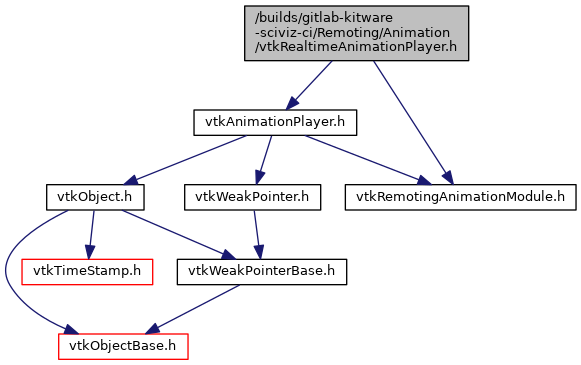 /builds/gitlab-kitware
-sciviz-ci/Remoting/Animation
/vtkRealtimeAnimationPlayer.h
vtkAnimationPlayer.h
vtkObject.h
vtkWeakPointer.h
vtkRemotingAnimationModule.h
vtkTimeStamp.h
vtkWeakPointerBase.h
vtkObjectBase.h